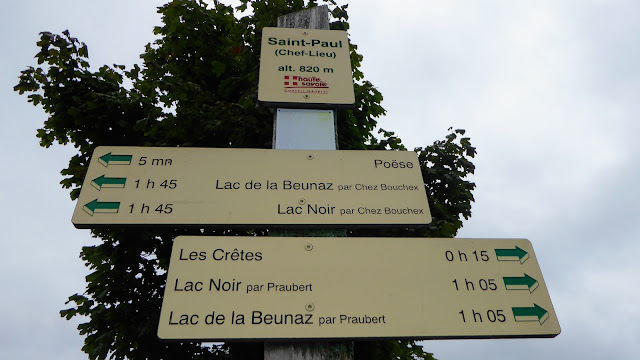 Saint-Paul
(Chef-Lieu)
alt. 820 m
haute
savoie
Conseil Général
5 mn Poëse
1 h 45 Lac de la Beunaz par Chez Bouchex
1 h 45 Lac Noir par Chez Bouchex
Les Crêtes 0 h 15
Lac Noir par Praubert 1 h 05
Lac de la Beunaz par Praubert 1 h 05